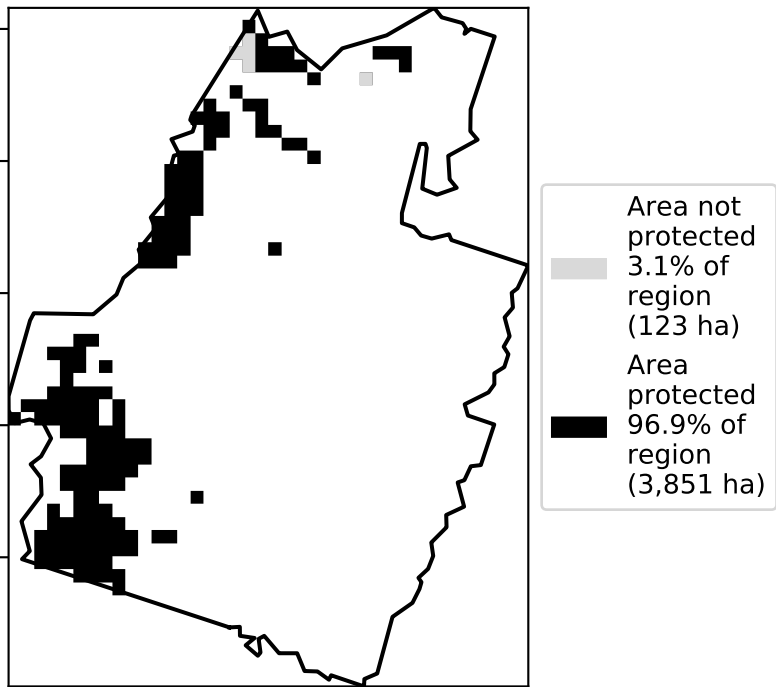 Area not
protected
3.1% of
region
(123 ha)
Area
protected
96.9% of
region
(3,851 ha)